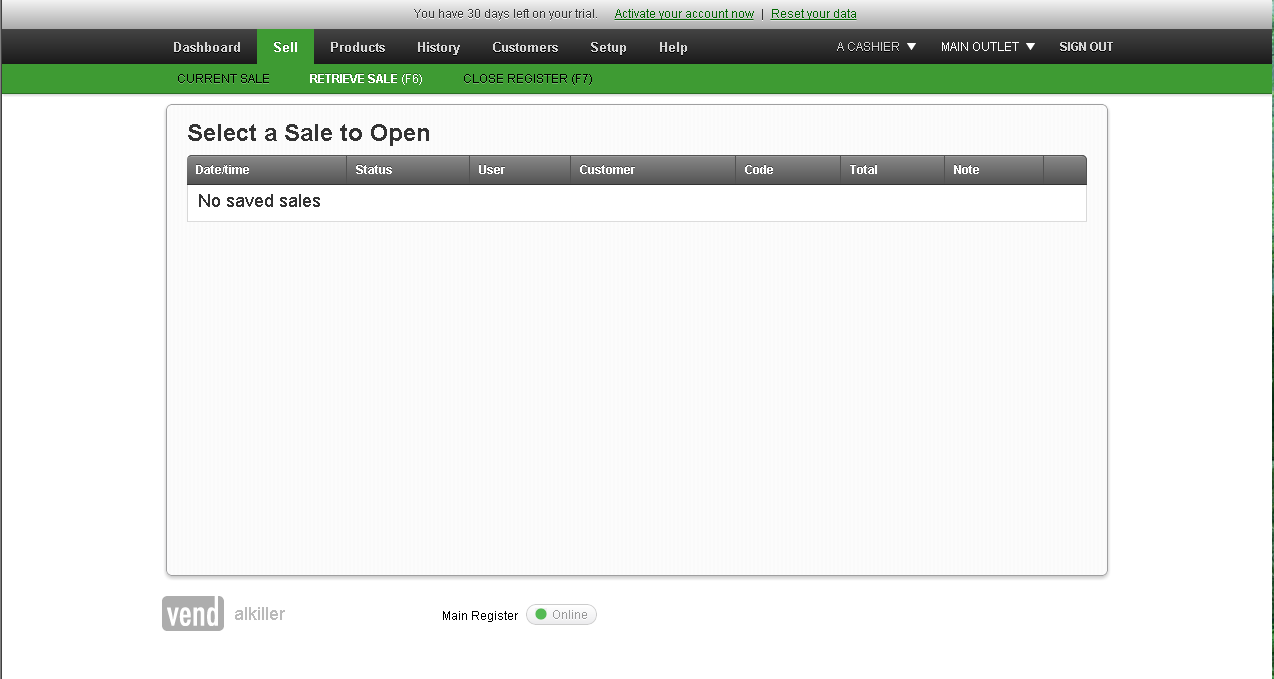 You have 30 days left on your trial. Activate your account now | Reset your data
Dashboard Sell Products History Customers Setup Help A CASHIER ▼ MAIN OUTLET ▼ SIGN OUT
CURRENT SALE RETRIEVE SALE (F6) CLOSE REGISTER (F7)
Select a Sale to Open
Date/time Status User Customer Code Total Note
No saved sales
vend alkiller Main Register Online